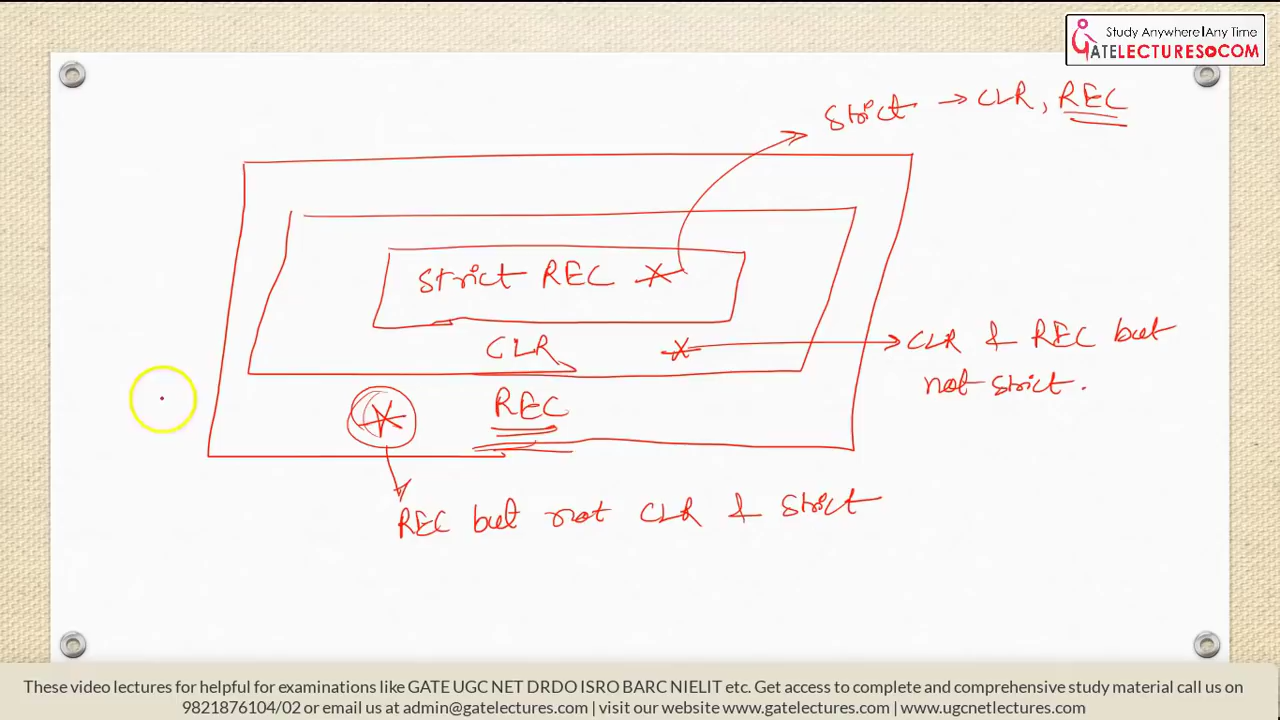 Study Anywhere!Any Time
GATELECTURES.COM
Strict → CLR, REC
Strict REC
CLR
CLR & REC but
not strict.
REC
REC but not CLR & Strict
These video lectures for helpful for examinations like GATE UGC NET DRDO ISRO BARC NIELIT etc. Get access to complete and comprehensive study material call us on
9821876104/02 or email us at admin@gatelectures.com | visit our website www.gatelectures.com | www.ugcnetlectures.com